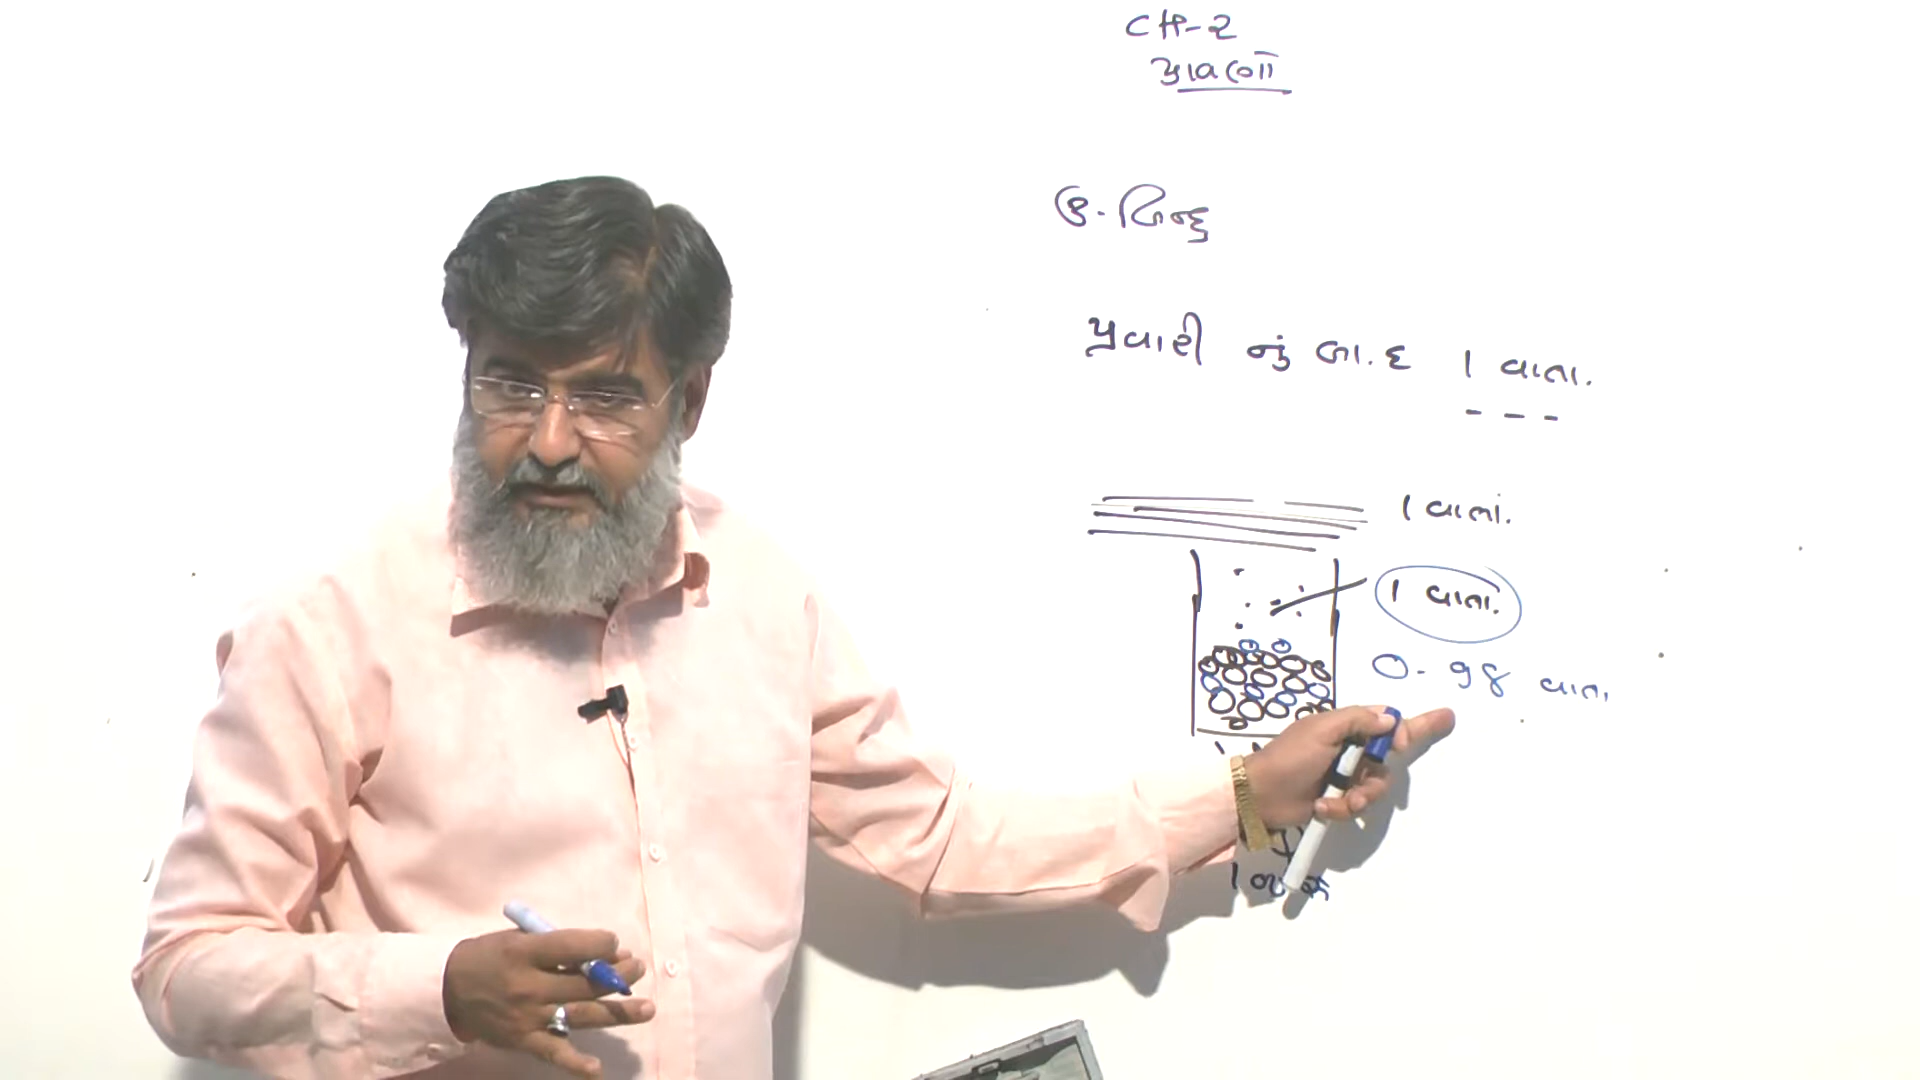 CH-2
દ્રાવણો
ઉ. બિન્દુ
પ્રવાહી નું બા.દ 1 વાતા.
1 વાતા.
1 વાતા.
0.98 વાતા.